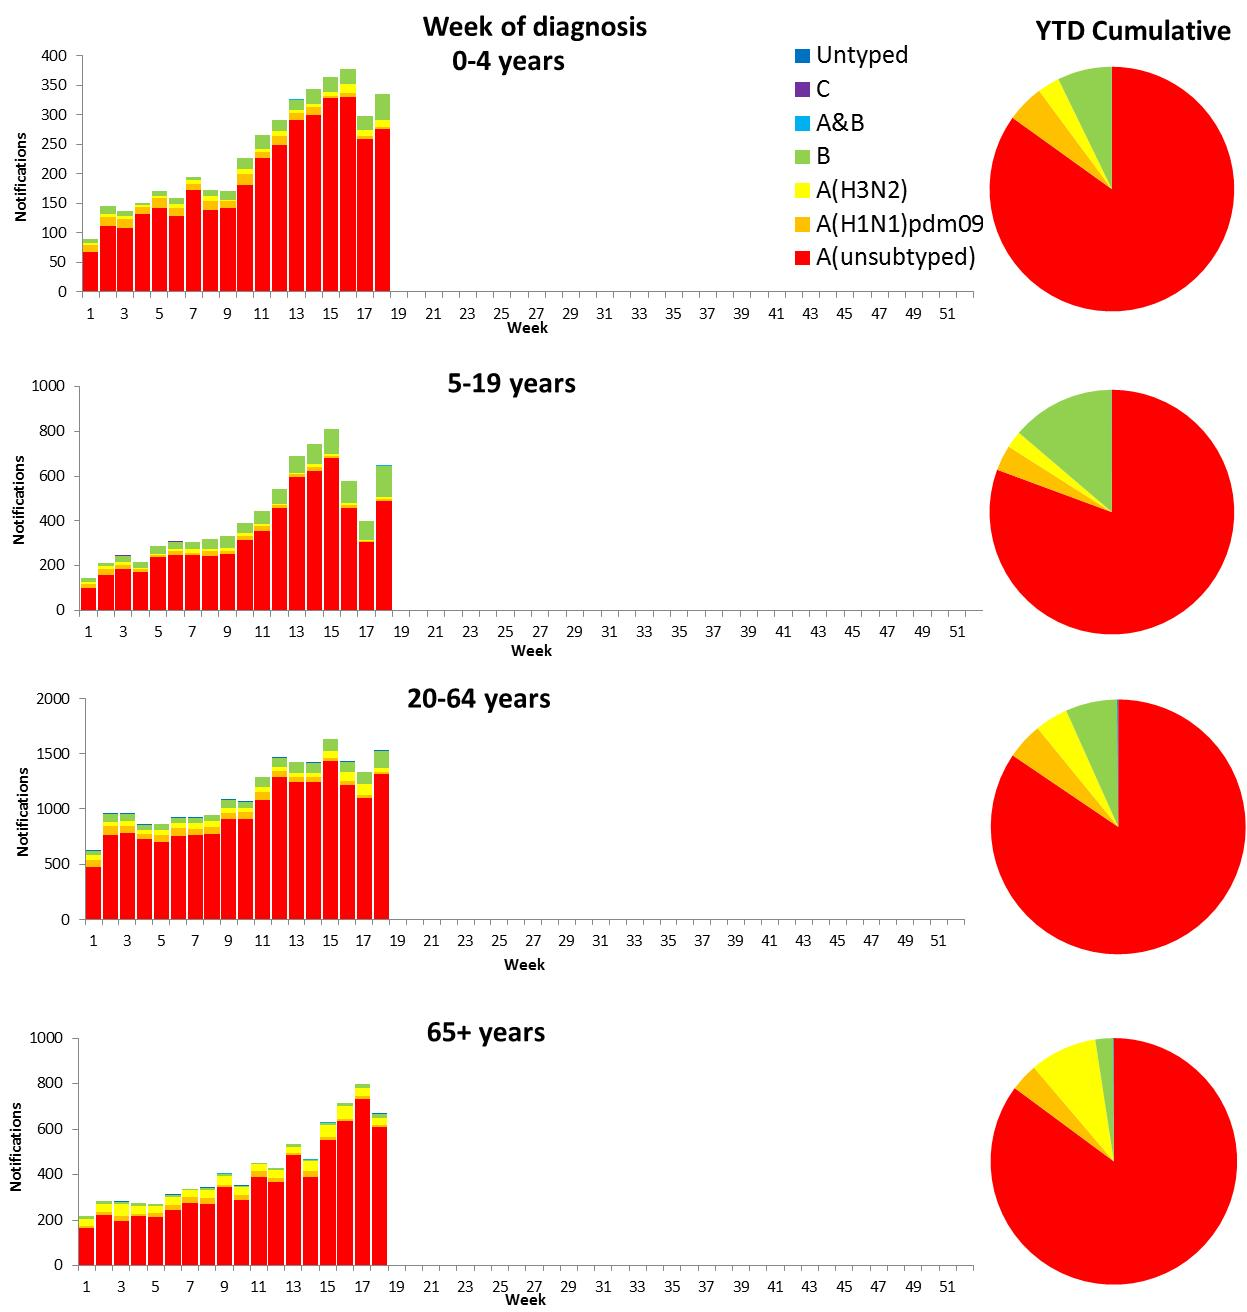 Week of diagnosis
YTD Cumulative
0-4 years
Untyped
C
A&B
B
A(H3N2)
A(H1N1)pdm09
A(unsubtyped)
Notifications
400
350
300
250
200
150
100
50
0
1 3 5 7 9 11 13 15 17 19 21 23 25 27 29 31 33 35 37 39 41 43 45 47 49 51
Week
5-19 years
Notifications
1000
800
600
400
200
0
1 3 5 7 9 11 13 15 17 19 21 23 25 27 29 31 33 35 37 39 41 43 45 47 49 51
Week
20-64 years
Notifications
2000
1500
1000
500
0
1 3 5 7 9 11 13 15 17 19 21 23 25 27 29 31 33 35 37 39 41 43 45 47 49 51
Week
65+ years
Notifications
1000
800
600
400
200
0
1 3 5 7 9 11 13 15 17 19 21 23 25 27 29 31 33 35 37 39 41 43 45 47 49 51
Week